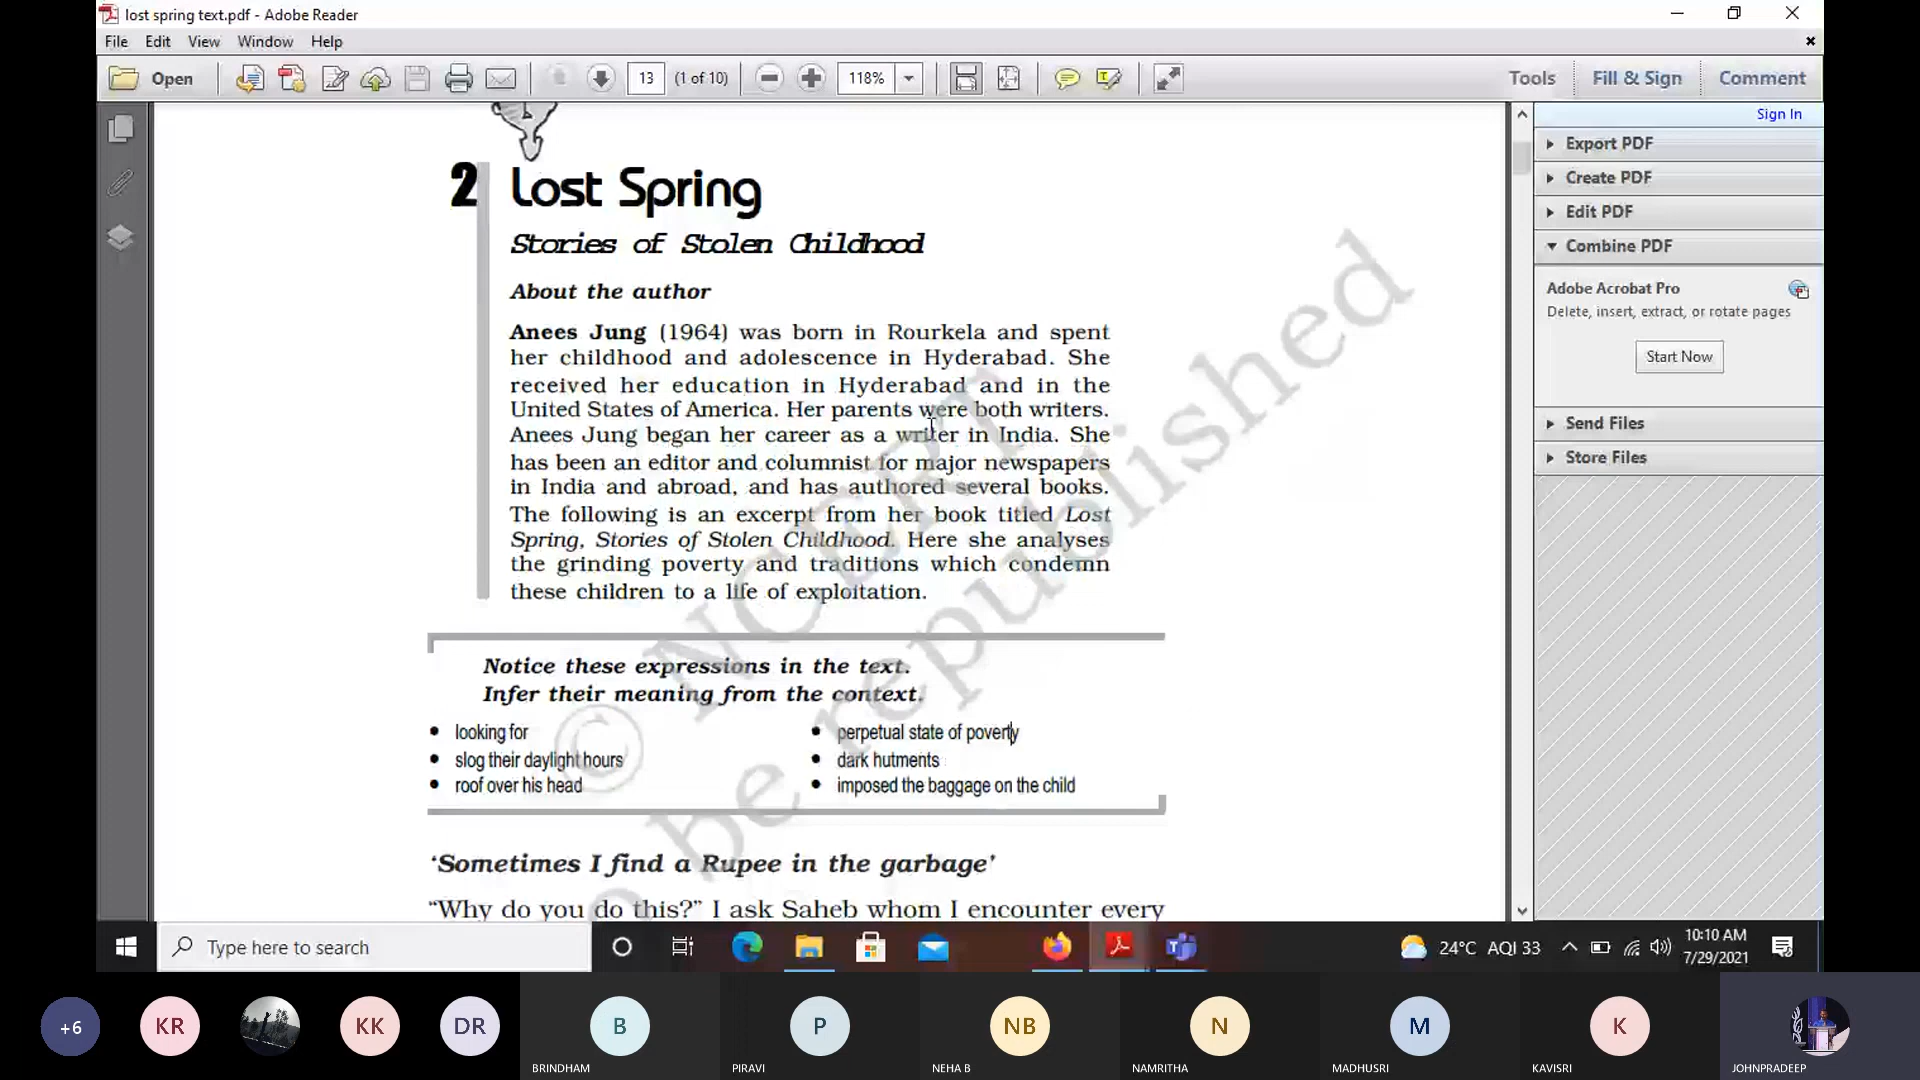 lost spring text.pdf - Adobe Reader
File Edit View Window Help
Open 13 (1 of 10) 118% Tools Fill & Sign Comment
Sign In
Export PDF
Create PDF
Edit PDF
Combine PDF
Adobe Acrobat Pro
Delete, insert, extract, or rotate pages
Start Now
Send Files
Store Files
2 Lost Spring
Stories of Stolen Childhood
About the author
Anees Jung (1964) was born in Rourkela and spent
her childhood and adolescence in Hyderabad. She
received her education in Hyderabad and in the
United States of America. Her parents were both writers.
Anees Jung began her career as a writer in India. She
has been an editor and columnist for major newspapers
in India and abroad, and has authored several books.
The following is an excerpt from her book titled Lost
Spring, Stories of Stolen Childhood. Here she analyses
the grinding poverty and traditions which condemn
these children to a life of exploitation.
Notice these expressions in the text.
Infer their meaning from the context.
• looking for
• slog their daylight hours
• roof over his head
• perpetual state of poverty
• dark hutments
• imposed the baggage on the child
‘Sometimes I find a Rupee in the garbage’
“Why do you do this?” I ask Saheb whom I encounter every
© NCERT
o be republished
Type here to search
24°C AQI 33
10:10 AM
7/29/2021
+6 KR KK DR B P NB N M K
BRINDHAM PIRAVI NEHA B NAMRITHA MADHUSRI KAVISRI JOHNPRADEEP